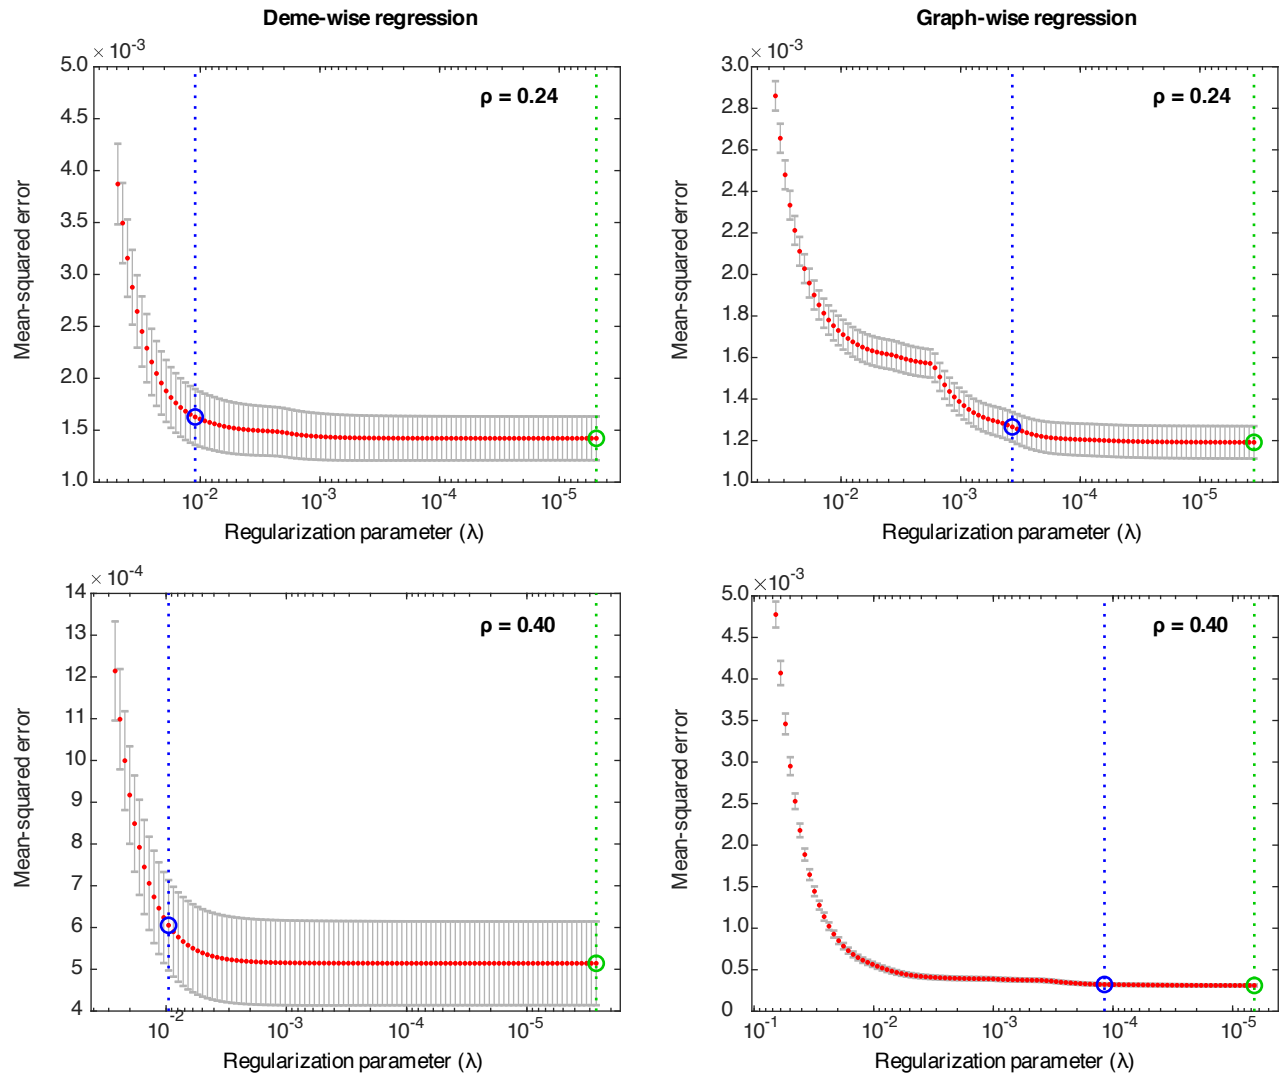 Deme-wise regression
Graph-wise regression
× 10⁻³
5.0
4.5
4.0
3.5
3.0
2.5
2.0
1.5
1.0
Mean-squared error
ρ = 0.24
10⁻² 10⁻³ 10⁻⁴ 10⁻⁵
Regularization parameter (λ)
× 10⁻³
3.0
2.8
2.6
2.4
2.2
2.0
1.8
1.6
1.4
1.2
1.0
Mean-squared error
ρ = 0.24
10⁻² 10⁻³ 10⁻⁴ 10⁻⁵
Regularization parameter (λ)
× 10⁻⁴
14
13
12
11
10
9
8
7
6
5
4
Mean-squared error
ρ = 0.40
10⁻² 10⁻³ 10⁻⁴ 10⁻⁵
Regularization parameter (λ)
× 10⁻³
5.0
4.5
4.0
3.5
3.0
2.5
2.0
1.5
1.0
0.5
0
Mean-squared error
ρ = 0.40
10⁻¹ 10⁻² 10⁻³ 10⁻⁴ 10⁻⁵
Regularization parameter (λ)